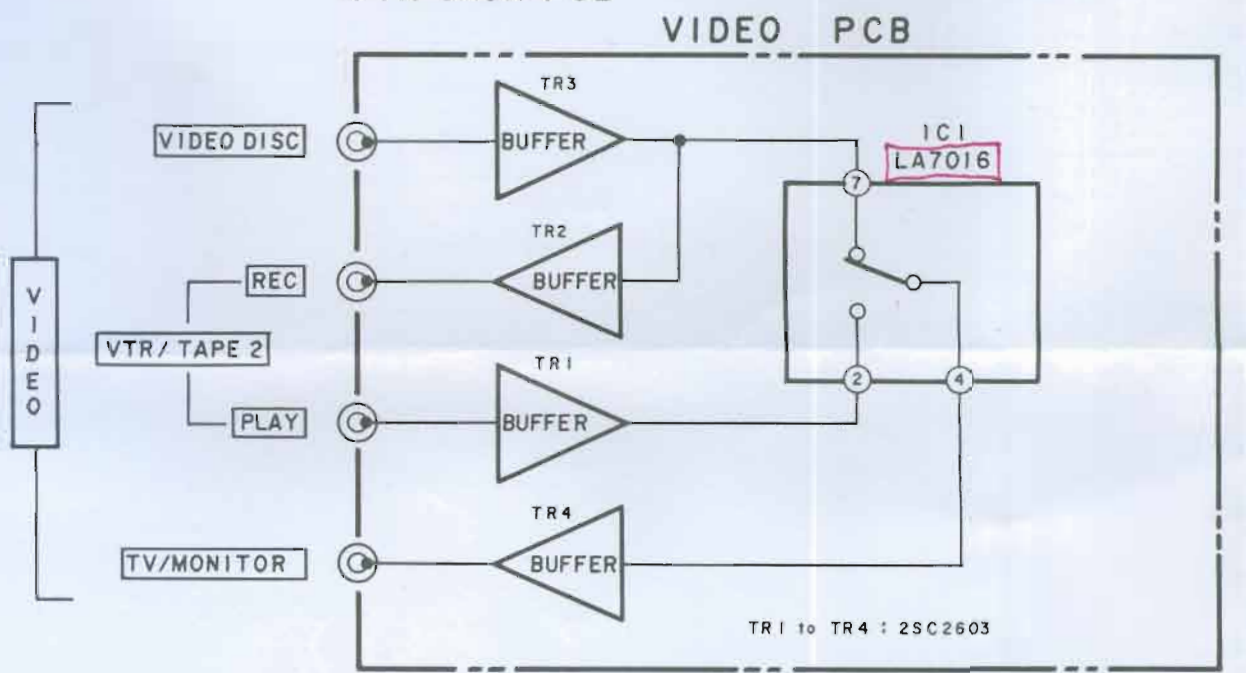 VIDEO PCB
TR3
BUFFER
VIDEO DISC
IC1
LA7016
7
TR2
BUFFER
REC
VIDEO
VTR/TAPE 2
TR1
2
4
BUFFER
PLAY
TR4
BUFFER
TV/MONITOR
TR1 to TR4 : 2SC2603